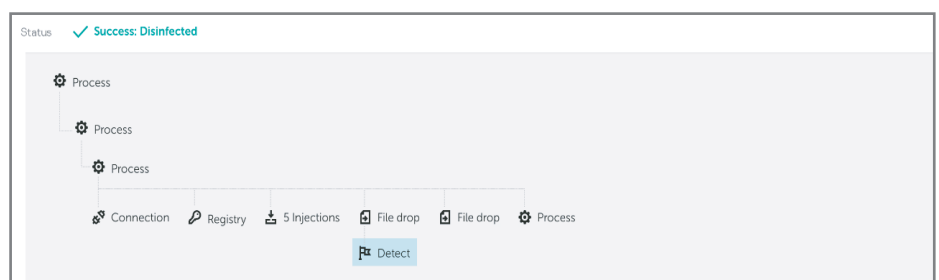 Status Success: Disinfected
Process
Process
Process
Connection Registry 5 Injections File drop File drop Process
Detect